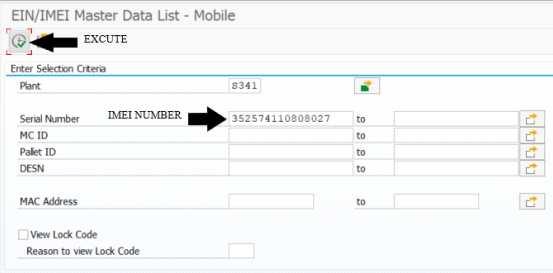 EIN/IMEI Master Data List - Mobile
EXCUTE
Enter Selection Criteria
Plant S341
Serial Number IMEI NUMBER 352574110808027 to
MC ID to
Pallet ID to
DESN to
MAC Address to
View Lock Code
Reason to view Lock Code